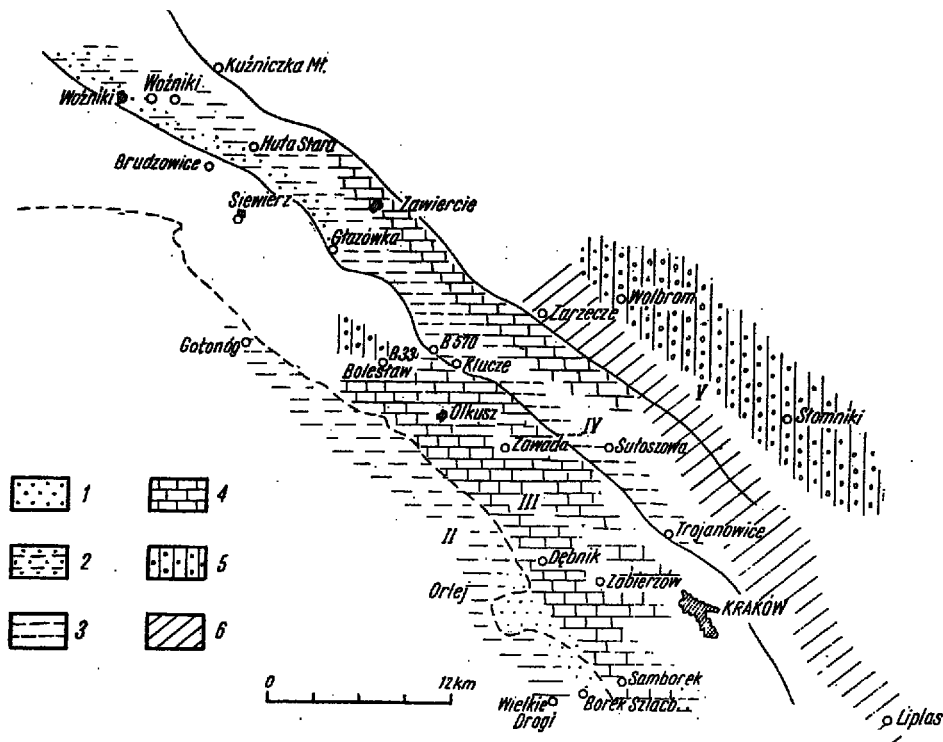 Kuźniczka Mł.
Woźniki
Woźniki
Huta Stara
Brudzowice
Siewierz
Zawiercie
Głazówka
Wolbrom
Zarzecze
Gołonóg
B 570
B33
Klucze
Bolesław
V
Olkusz
IV
Słomniki
Zawada
Sułoszowa
1
4
III
Trojanowice
II
2
5
Dębnik
Zabierzów
Orlej
KRAKÓW
3
6
0
12 km
Samborek
Wielkie
Drogi
Borek Szlach.
Liplas